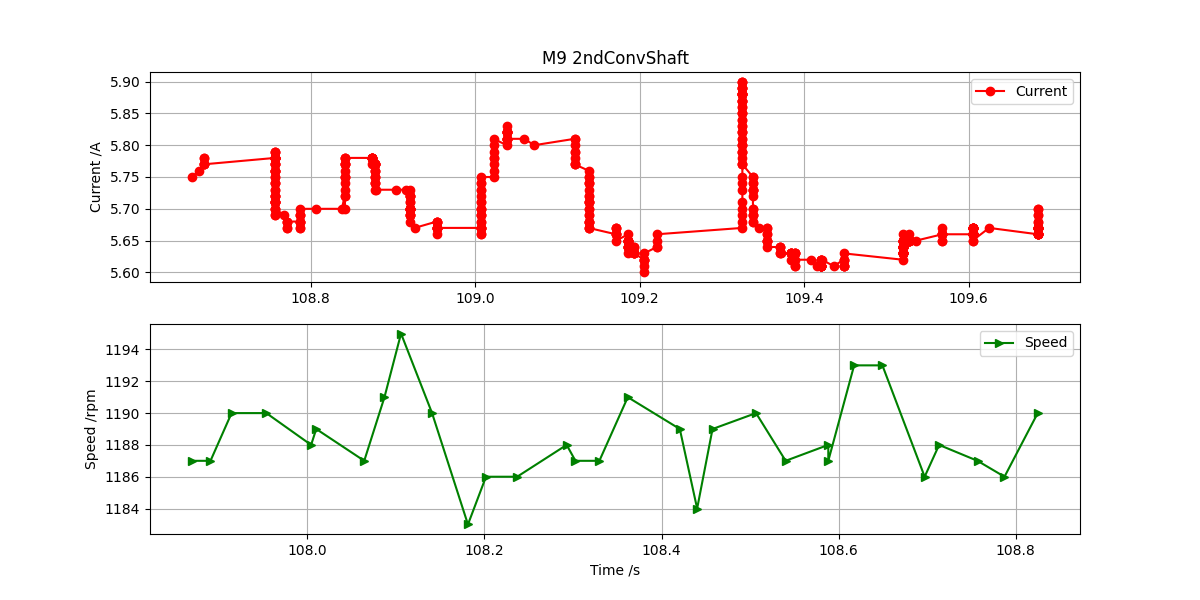 M9 2ndConvShaft
5.90
5.85
5.80
5.75
5.70
5.65
5.60
Current /A
Current
108.8 109.0 109.2 109.4 109.6
1194
1192
1190
1188
1186
1184
Speed /rpm
Speed
108.0 108.2 108.4 108.6 108.8
Time /s